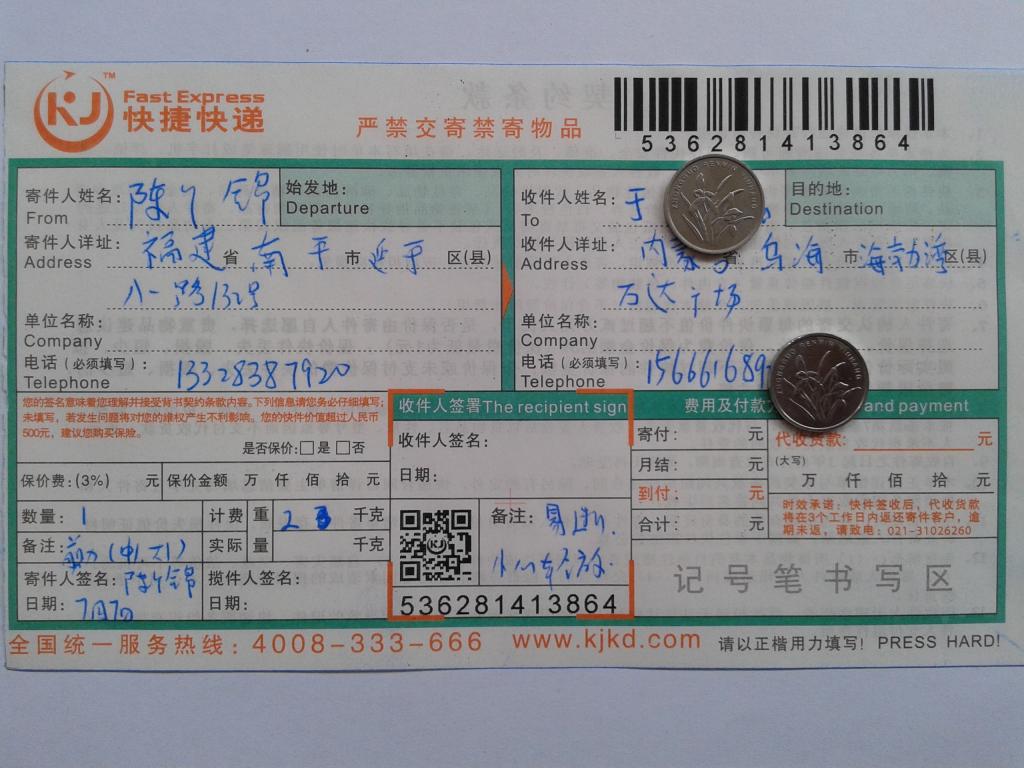 KJ™ Fast Express
快捷快递
严禁交寄禁寄物品
536281413864
寄件人姓名：陈丫锦
From
始发地：
Departure
寄件人详址：福建省南平市延平区(县)
Address
八一路132号
单位名称：
Company
电话（必须填写）：13328387920
Telephone
收件人姓名：于
To
目的地：
Destination
收件人详址：内蒙古省乌海市海勃湾区(县)
Address
万达广场
单位名称：
Company
电话（必须填写）：156661689
Telephone
您的签名意味着您理解并接受背书契约条款内容。下列信息请您务必仔细填写；
未填写，若发生问题将对您的维权产生不利影响。您的快件价值超过人民币
500元，建议您购买保险。
是否保价：□是 □否
保价费：(3%) 元 保价金额 万 仟 佰 拾 元
数量：1
计费重量 2 千克
备注：
实际 千克
寄件人签名：陈丫锦
日期：7月7日
揽件人签名：
日期：
收件人签署The recipient sign
收件人签名：
日期：
备注：易断，
小心轻放
536281413864
费用及付款 and payment
寄付： 元
月结： 元
到付： 元
合计： 元
代收货款: 元
(大写)
万 仟 佰 拾 元
时效承诺：快件签收后，代收货款
将在3个工作日内返还寄件客户，逾
期未返，请致电：021-31026260
记号笔书写区
全国统一服务热线：4008-333-666 www.kjkd.com 请以正楷用力填写！ PRESS HARD!